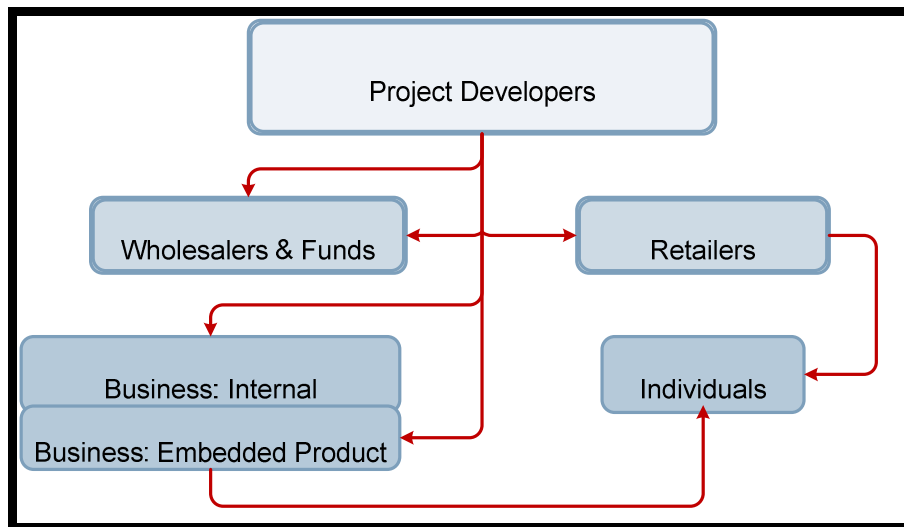 Project Developers
Wholesalers & Funds
Retailers
Business: Internal
Individuals
Business: Embedded Product